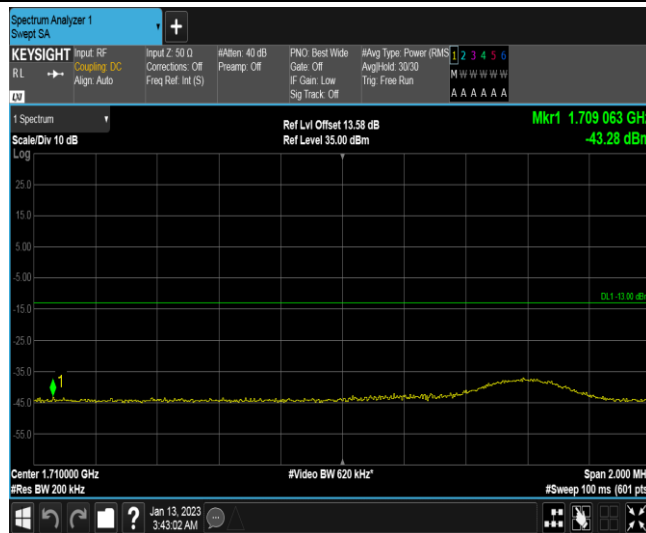 Spectrum Analyzer 1
Swept SA
+
KEYSIGHT
RL
Input: RF
Coupling: DC
Align: Auto
Input Z: 50 Ω
Corrections: Off
Freq Ref: Int (S)
#Atten: 40 dB
Preamp: Off
PNO: Best Wide
Gate: Off
IF Gain: Low
Sig Track: Off
#Avg Type: Power (RMS
Avg|Hold: 30/30
Trig: Free Run
1 2 3 4 5 6
M W W W W W
A A A A A A
1 Spectrum
Scale/Div 10 dB
Ref Lvl Offset 13.58 dB
Ref Level 35.00 dBm
Mkr1 1.709 063 GHz
-43.28 dBm
Log
25.0
15.0
5.00
-5.00
-15.0
-25.0
-35.0
-45.0
-55.0
DL1 -13.00 dBm
1
Center 1.710000 GHz
#Res BW 200 kHz
#Video BW 620 kHz*
Span 2.000 MH
#Sweep 100 ms (601 pts
?
Jan 13, 2023
3:43:02 AM